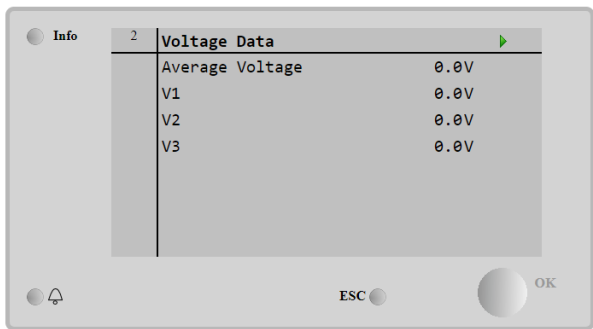 Info
2 Voltage Data
Average Voltage 0.0V
V1 0.0V
V2 0.0V
V3 0.0V
ESC OK